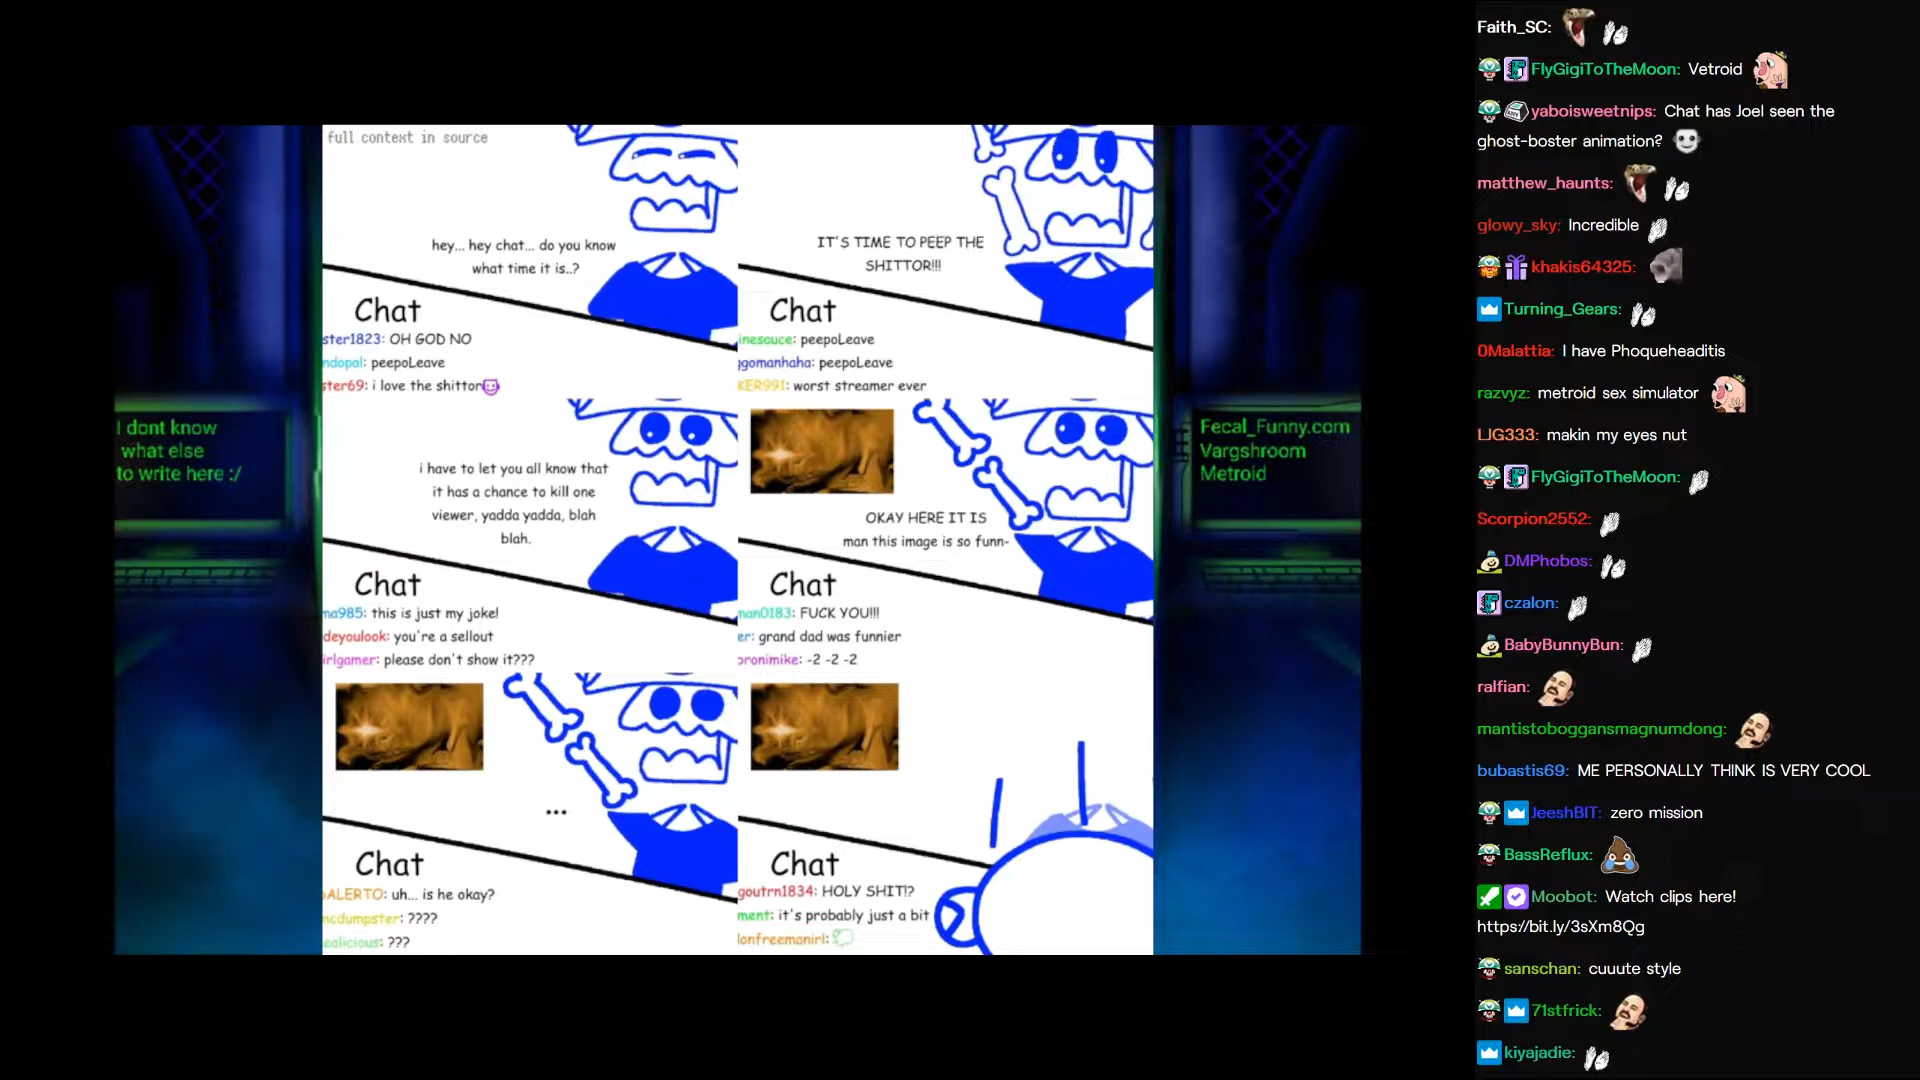 full context in source
hey... hey chat... do you know
what time it is..?
Chat
ster1823: OH GOD NO
ndopal: peepoLeave
ster69: i love the shittor
IT'S TIME TO PEEP THE
SHITTOR!!!
Chat
inesauce: peepoLeave
ggomanhaha: peepoLeave
KER991: worst streamer ever
i have to let you all know that
it has a chance to kill one
viewer, yadda yadda, blah
blah.
Chat
ma985: this is just my joke!
deyoulook: you're a sellout
irlgamer: please don't show it???
OKAY HERE IT IS
man this image is so funn-
Chat
man0183: FUCK YOU!!!
er: grand dad was funnier
pronimike: -2 -2 -2
...
Chat
ALERTO: uh... is he okay?
mcdumpster: ????
ealicious: ???
Chat
goutrn1834: HOLY SHIT!?
ment: it's probably just a bit
lonfreemanirl:
I dont know
what else
to write here :/
Fecal_Funny.com
Vargshroom
Metroid
Faith_SC:
FlyGigiToTheMoon: Vetroid
yaboisweetnips: Chat has Joel seen the
ghost-boster animation?
matthew_haunts:
glowy_sky: Incredible
khakis64325:
Turning_Gears:
0Malattia: I have Phoqueheaditis
razvyz: metroid sex simulator
LJG333: makin my eyes nut
FlyGigiToTheMoon:
Scorpion2552:
DMPhobos:
czalon:
BabyBunnyBun:
ralfian:
mantistoboggansmagnumdong:
bubastis69: ME PERSONALLY THINK IS VERY COOL
JeeshBIT: zero mission
BassReflux:
Moobot: Watch clips here!
https://bit.ly/3sXm8Qg
sanschan: cuuute style
71stfrick:
kiyajadie: